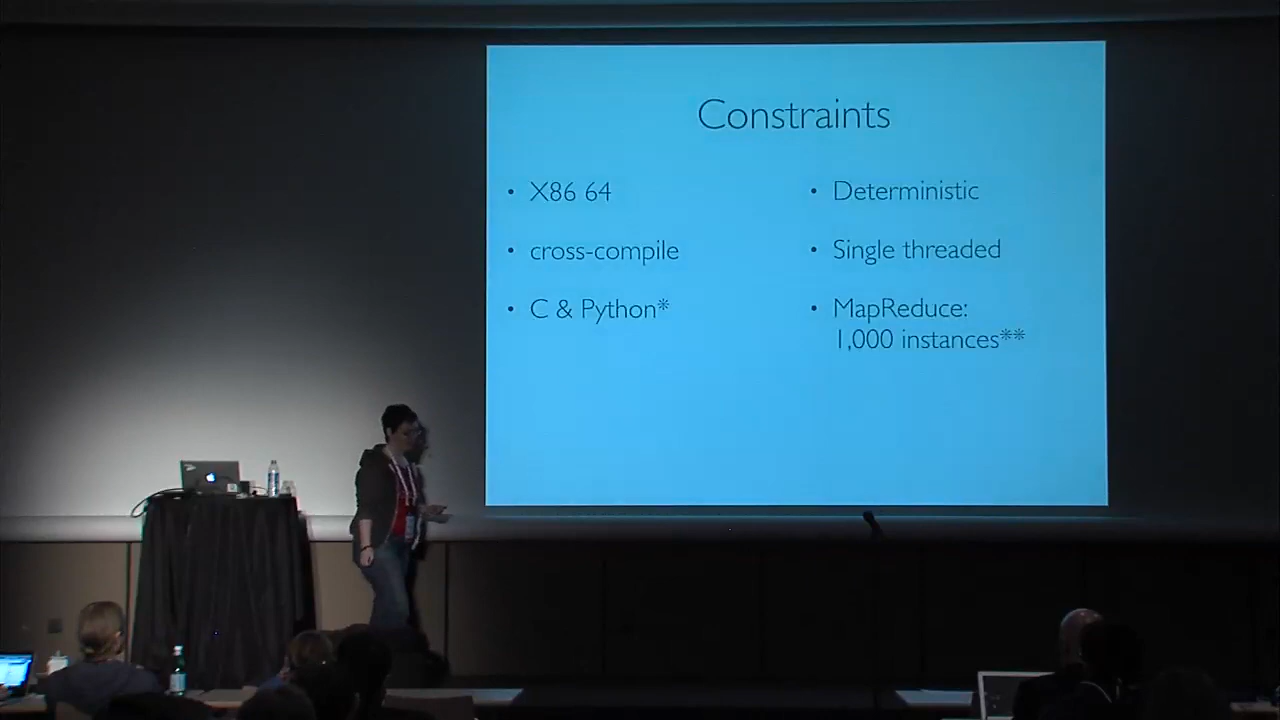 Constraints
• X86 64
• cross-compile
• C & Python*
• Deterministic
• Single threaded
• MapReduce:
1,000 instances**